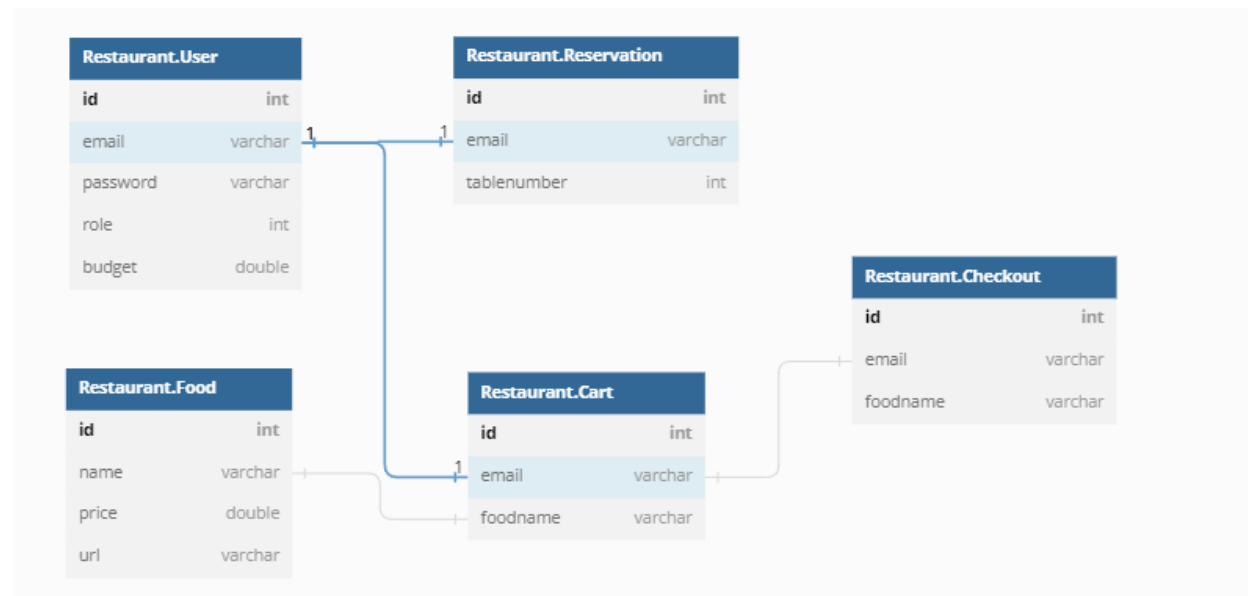 Restaurant.User
id int
email varchar
password varchar
role int
budget double
1
1
Restaurant.Reservation
id int
email varchar
tablenumber int
Restaurant.Checkout
id int
email varchar
foodname varchar
Restaurant.Food
id int
name varchar
price double
url varchar
1
Restaurant.Cart
id int
email varchar
foodname varchar